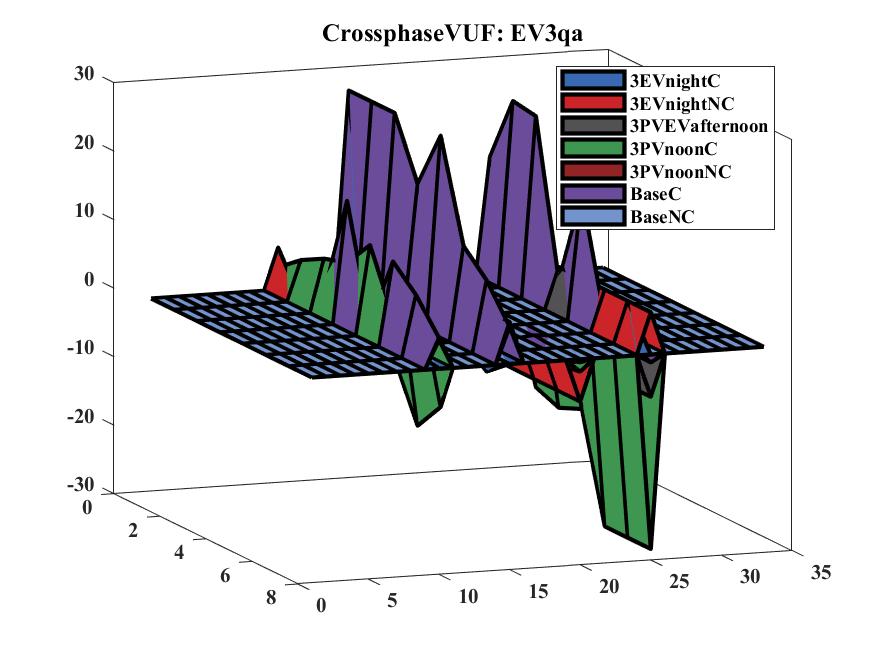 CrossphaseVUF: EV3qa
3EVnightC
3EVnightNC
3PVEVafternoon
3PVnoonC
3PVnoonNC
BaseC
BaseNC
30
20
10
0
-10
-20
-30
0
2
4
6
8
0
5
10
15
20
25
30
35